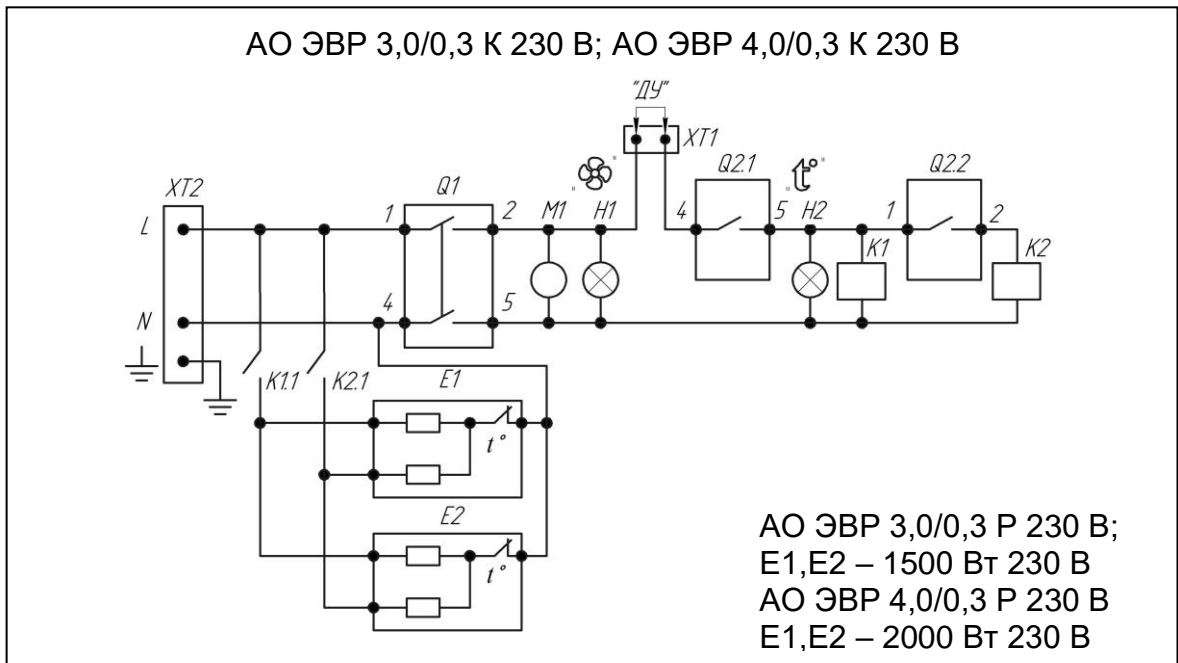 АО ЭВР 3,0/0,3 К 230 В; АО ЭВР 4,0/0,3 К 230 В
"ДУ"
XT1
XT2
Q1
Q2.1
"t°"
Q2.2
L
1
2
M1
H1
4
5
H2
1
2
K1
K2
N
4
5
K1.1
K2.1
E1
t°
E2
t°
АО ЭВР 3,0/0,3 Р 230 В;
Е1,Е2 – 1500 Вт 230 В
АО ЭВР 4,0/0,3 Р 230 В
Е1,Е2 – 2000 Вт 230 В